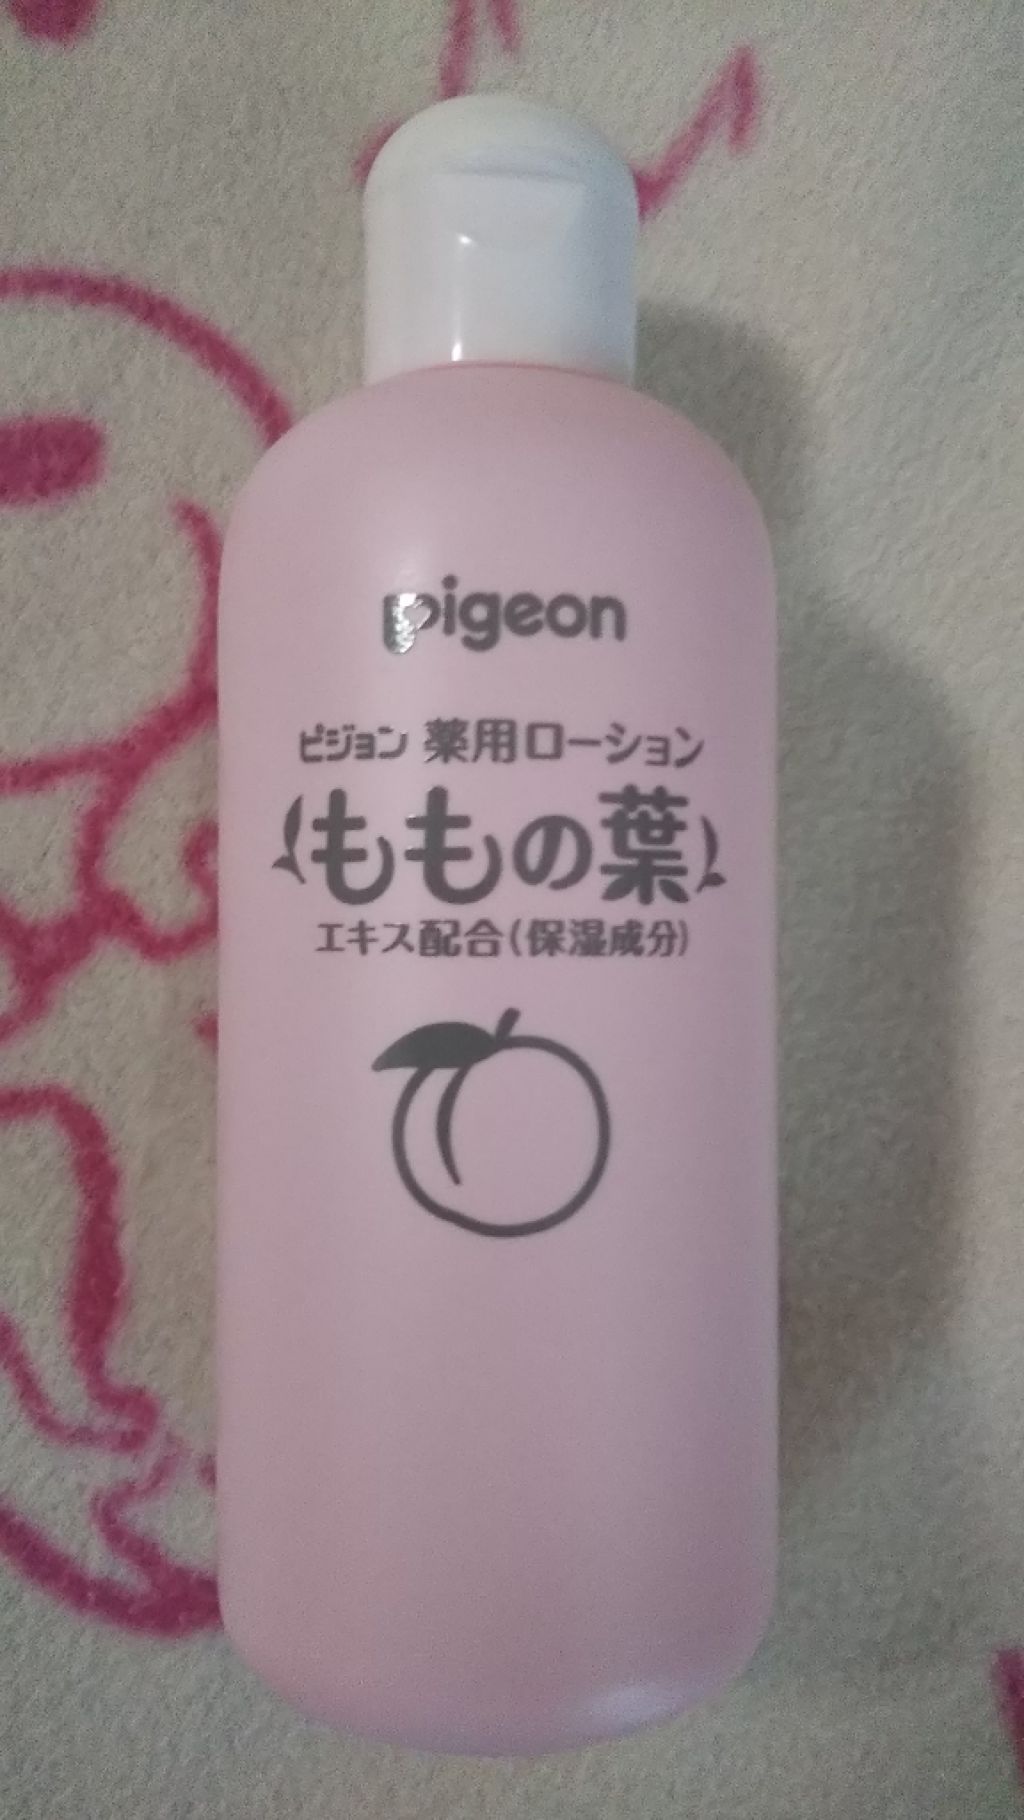 pigeon
ピジョン 薬用ローション
ももの葉
エキス配合(保湿成分)